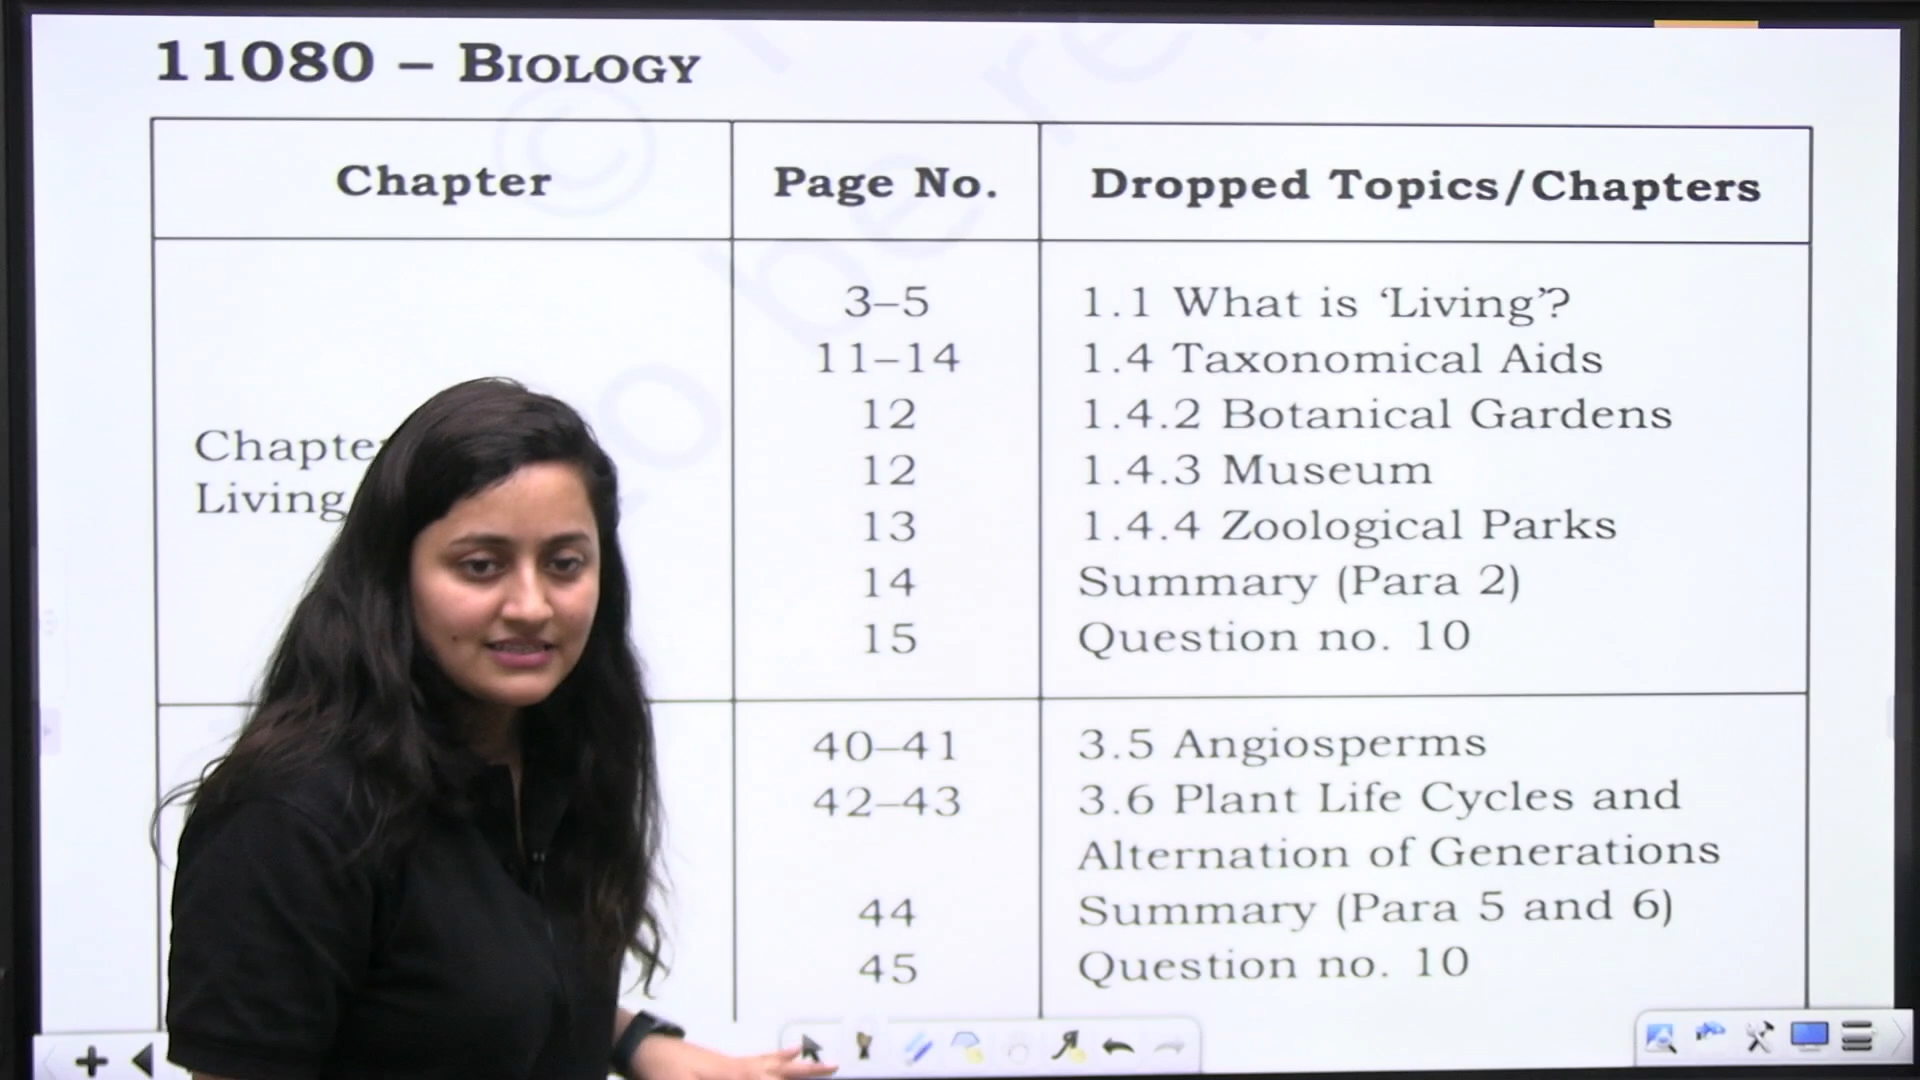 11080 – BIOLOGY
Chapter Page No. Dropped Topics/Chapters
3–5 1.1 What is ‘Living’?
11–14 1.4 Taxonomical Aids
12 1.4.2 Botanical Gardens
Living
12 1.4.3 Museum
13 1.4.4 Zoological Parks
14 Summary (Para 2)
15 Question no. 10
40–41 3.5 Angiosperms
42–43 3.6 Plant Life Cycles and
Alternation of Generations
44 Summary (Para 5 and 6)
45 Question no. 10